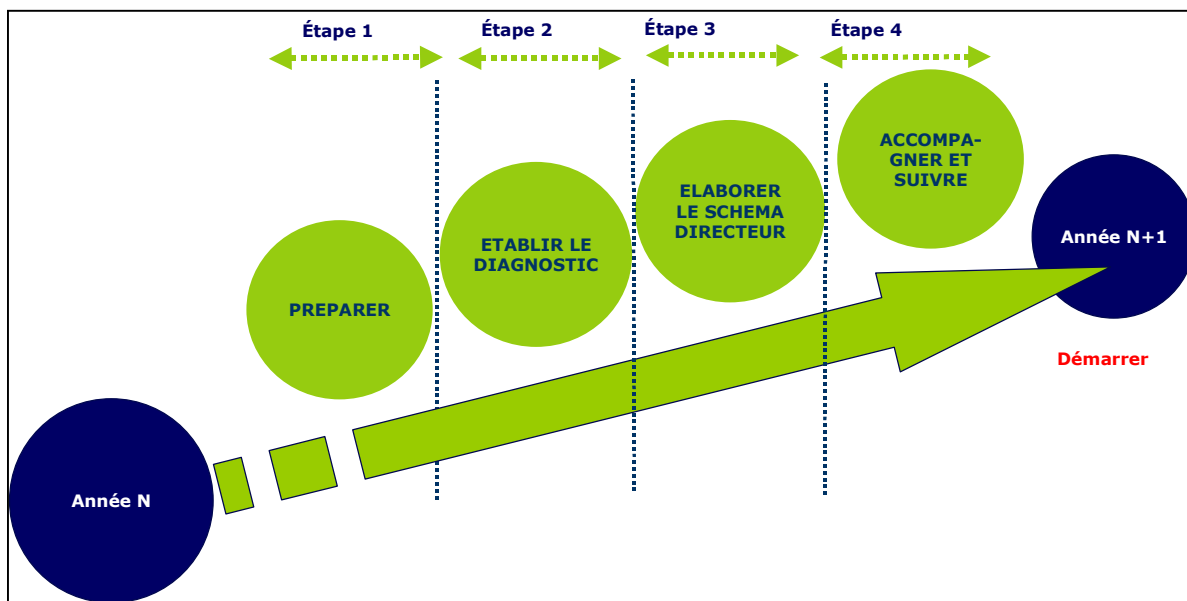 Étape 1
Étape 2
Étape 3
Étape 4
PREPARER
ETABLIR LE
DIAGNOSTIC
ELABORER
LE SCHEMA
DIRECTEUR
ACCOMPA-
GNER ET
SUIVRE
Année N
Année N+1
Démarrer